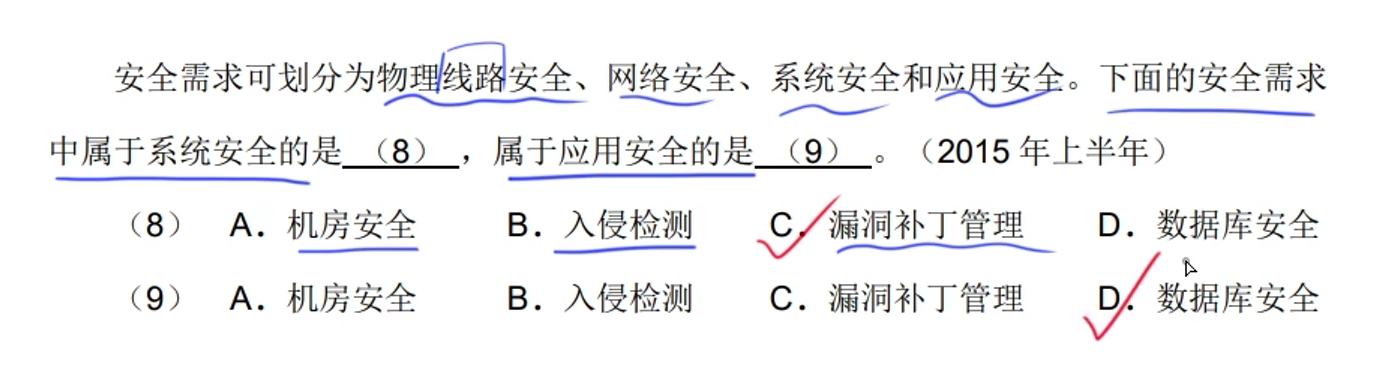 安全需求可划分为物理线路安全、网络安全、系统安全和应用安全。下面的安全需求
中属于系统安全的是（8），属于应用安全的是（9）。（2015 年上半年）
（8） A．机房安全 B．入侵检测 C．漏洞补丁管理 D．数据库安全
（9） A．机房安全 B．入侵检测 C．漏洞补丁管理 D．数据库安全